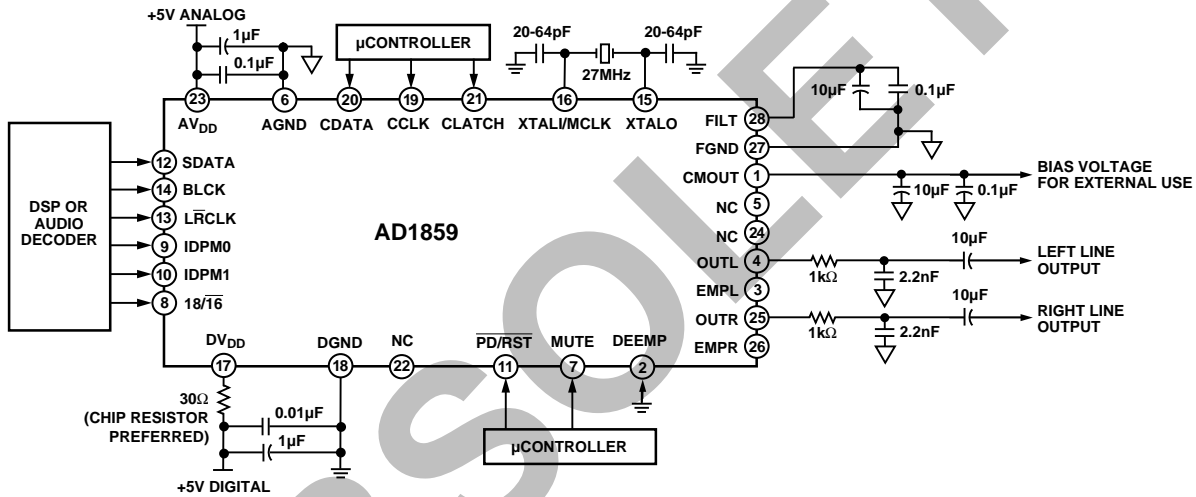 +5V ANALOG
1µF
0.1µF
µCONTROLLER
20-64pF
20-64pF
27MHz
23
6
20
19
21
16
15
AVDD
AGND
CDATA
CCLK
CLATCH
XTALI/MCLK
XTALO
DSP OR
AUDIO
DECODER
12 SDATA
14 BLCK
13 LRCLK
9 IDPM0
10 IDPM1
8 18/16
AD1859
FILT 28
FGND 27
CMOUT 1
NC 5
NC 24
OUTL 4
EMPL 3
OUTR 25
EMPR 26
10µF
0.1µF
BIAS VOLTAGE
FOR EXTERNAL USE
10µF
0.1µF
10µF
LEFT LINE
OUTPUT
1kΩ
2.2nF
10µF
RIGHT LINE
OUTPUT
1kΩ
2.2nF
DVDD
DGND
NC
PD/RST
MUTE
DEEMP
17
18
22
11
7
2
30Ω
(CHIP RESISTOR
PREFERRED)
0.01µF
1µF
+5V DIGITAL
µCONTROLLER